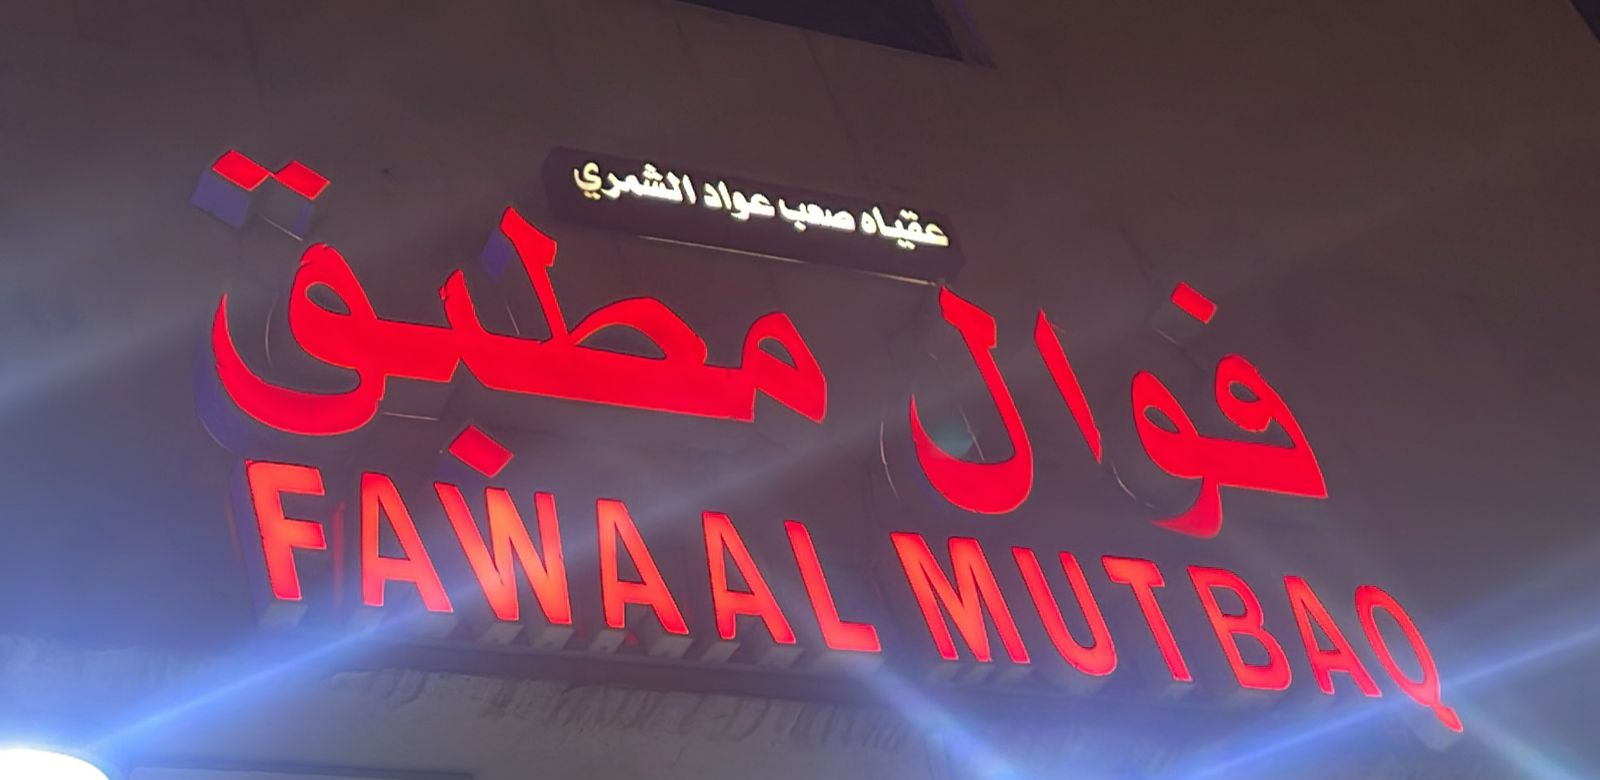 عقياه صعب عواد الشمري
فوال مطبق
FAWAAL MUTBAQ